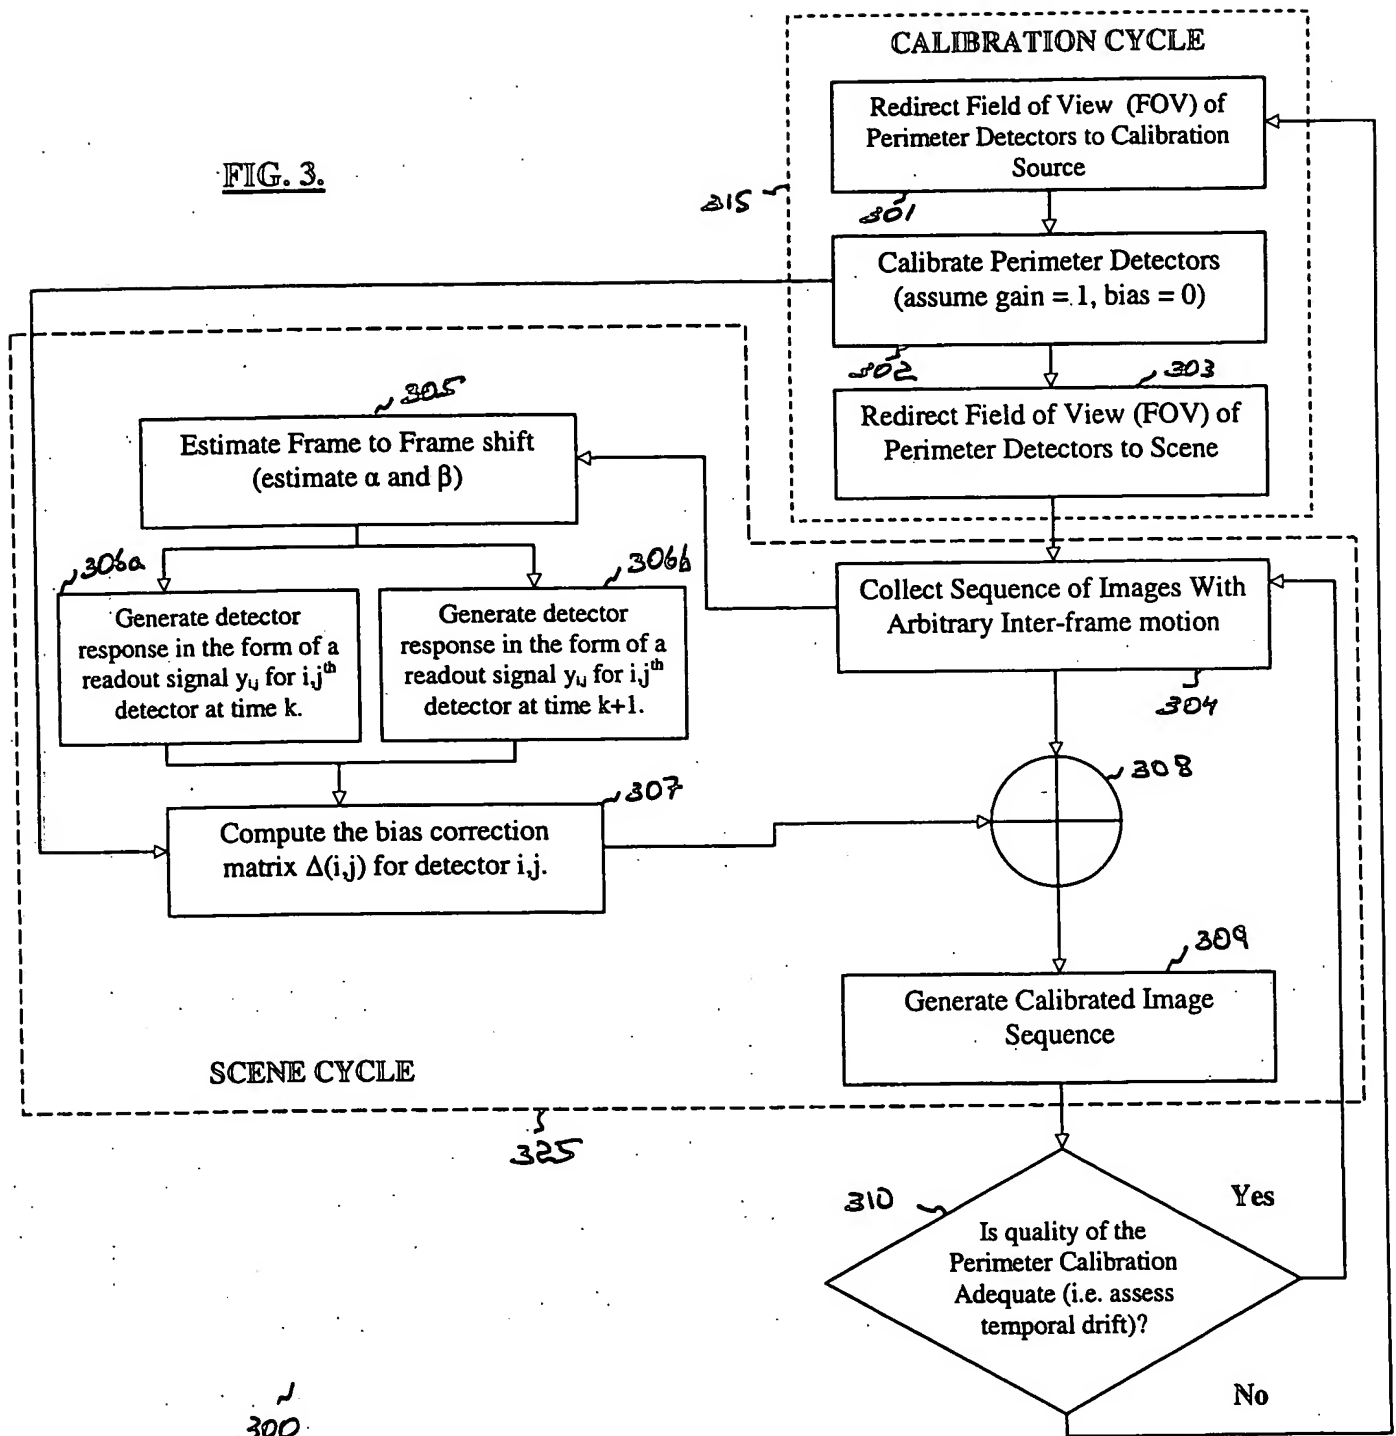 CALIBRATION CYCLE
Redirect Field of View (FOV) of
Perimeter Detectors to Calibration
Source
FIG. 3.
315
301
Calibrate Perimeter Detectors
(assume gain = 1, bias = 0)
302
303
Redirect Field of View (FOV) of
Perimeter Detectors to Scene
305
Estimate Frame to Frame shift
(estimate α and β)
306a
306b
Generate detector
response in the form of a
readout signal yi,j for i,jth
detector at time k.
Generate detector
response in the form of a
readout signal yi,j for i,jth
detector at time k+1.
Collect Sequence of Images With
Arbitrary Inter-frame motion
304
308
307
Compute the bias correction
matrix Δ(i,j) for detector i,j.
309
Generate Calibrated Image
Sequence
SCENE CYCLE
325
310
Yes
Is quality of the
Perimeter Calibration
Adequate (i.e. assess
temporal drift)?
No
300